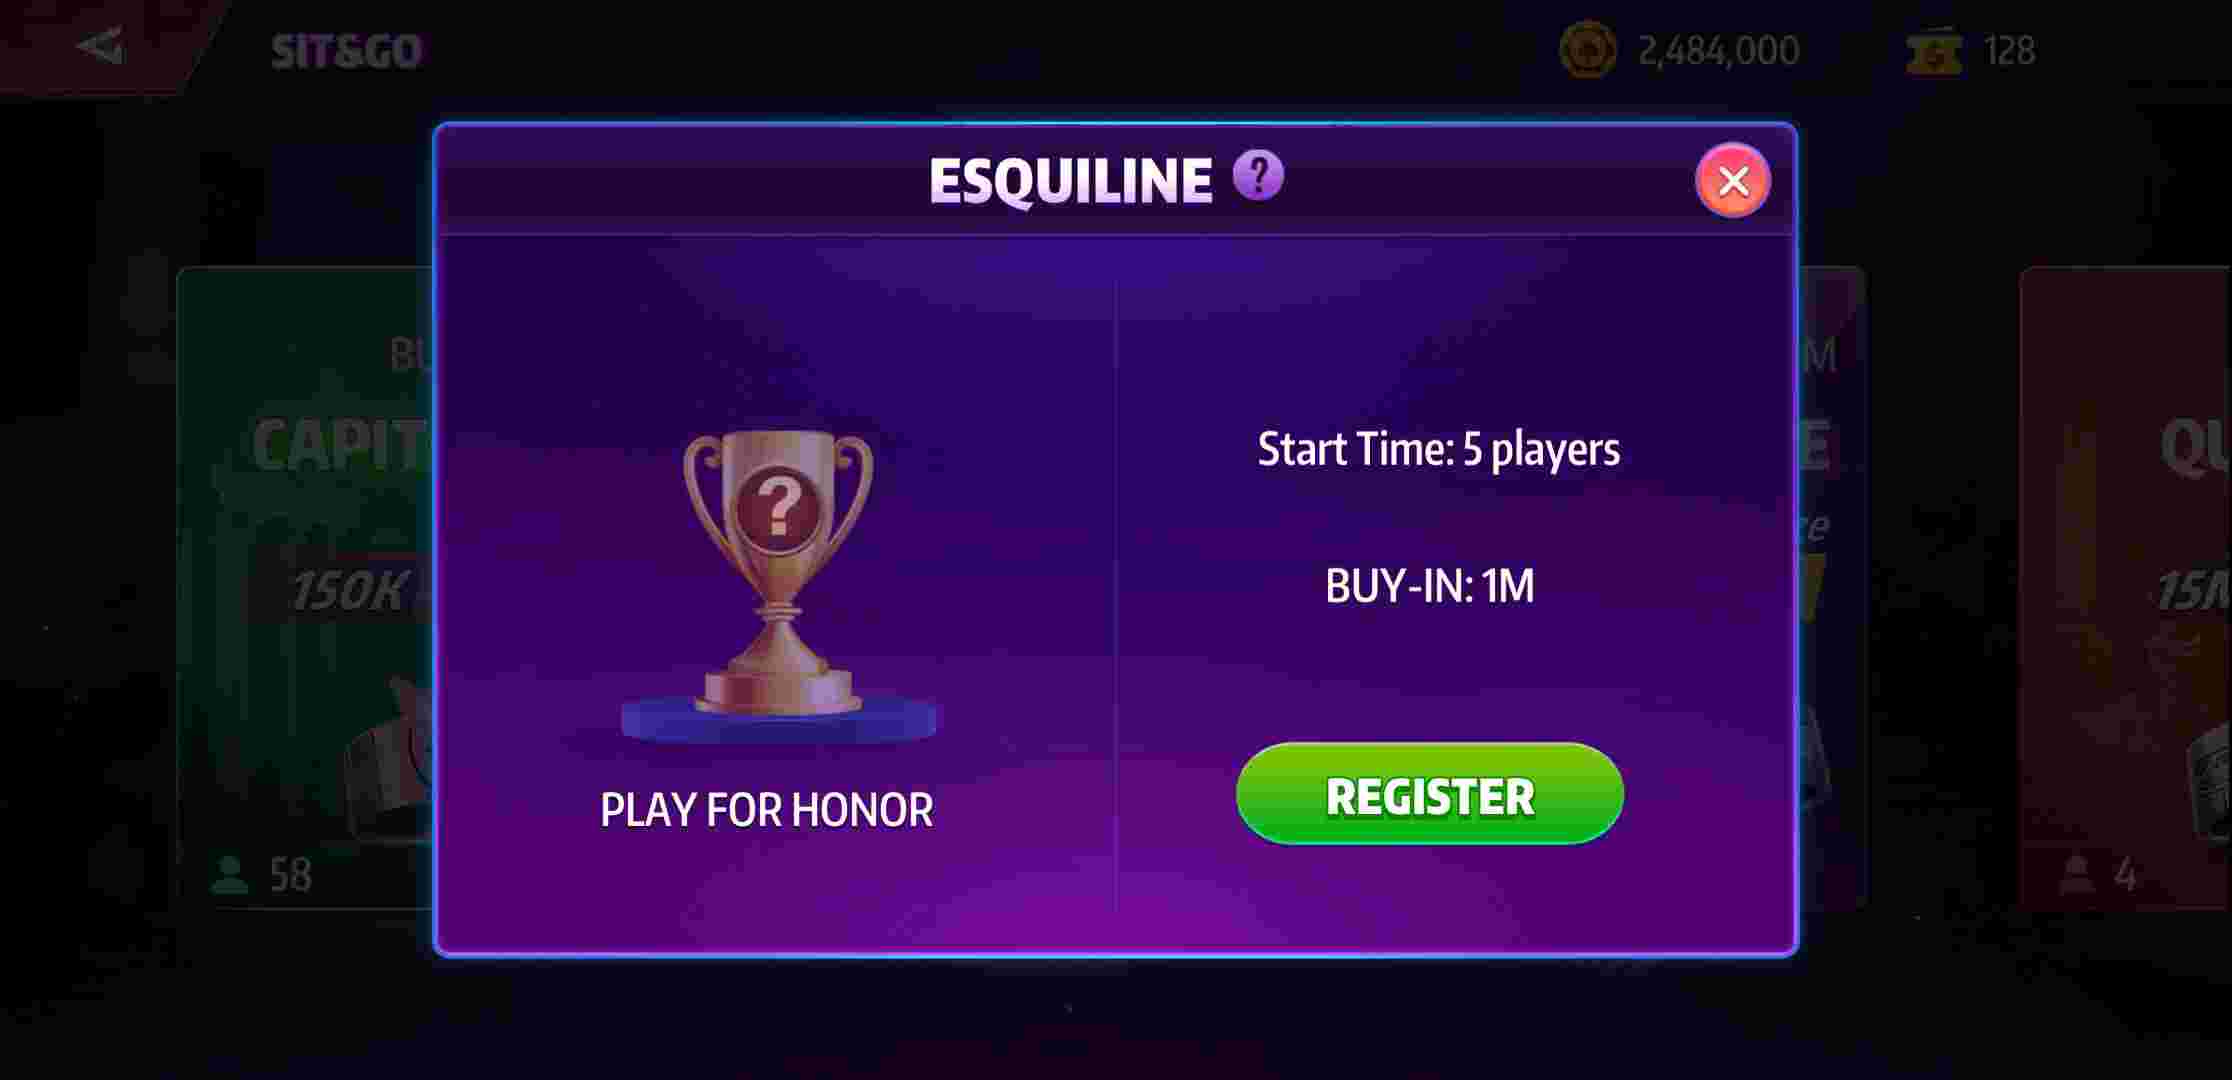 SIT&GO
2,484,000
128
ESQUILINE ?
BU
M
CAPIT
E
QU
Start Time: 5 players
?
150K
15M
BUY-IN: 1M
REGISTER
PLAY FOR HONOR
58
4